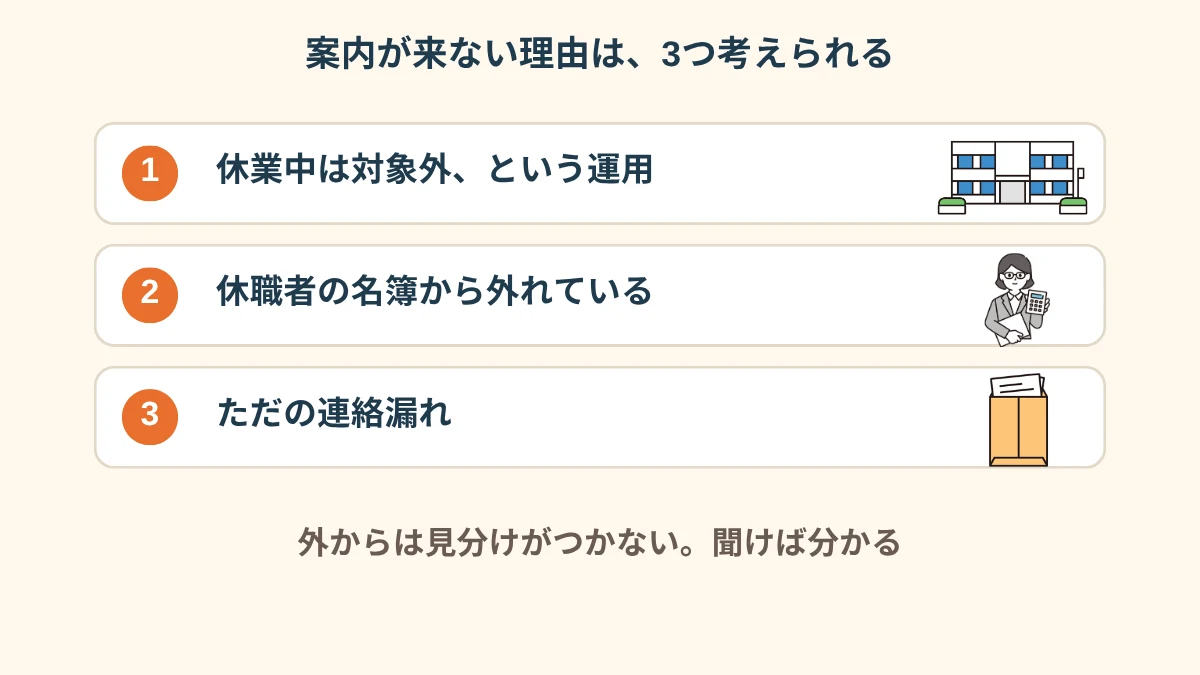 案内が来ない理由は、3つ考えられる
1
休業中は対象外、という運用
2
休職者の名簿から外れている
3
ただの連絡漏れ
外からは見分けがつかない。聞けば分かる